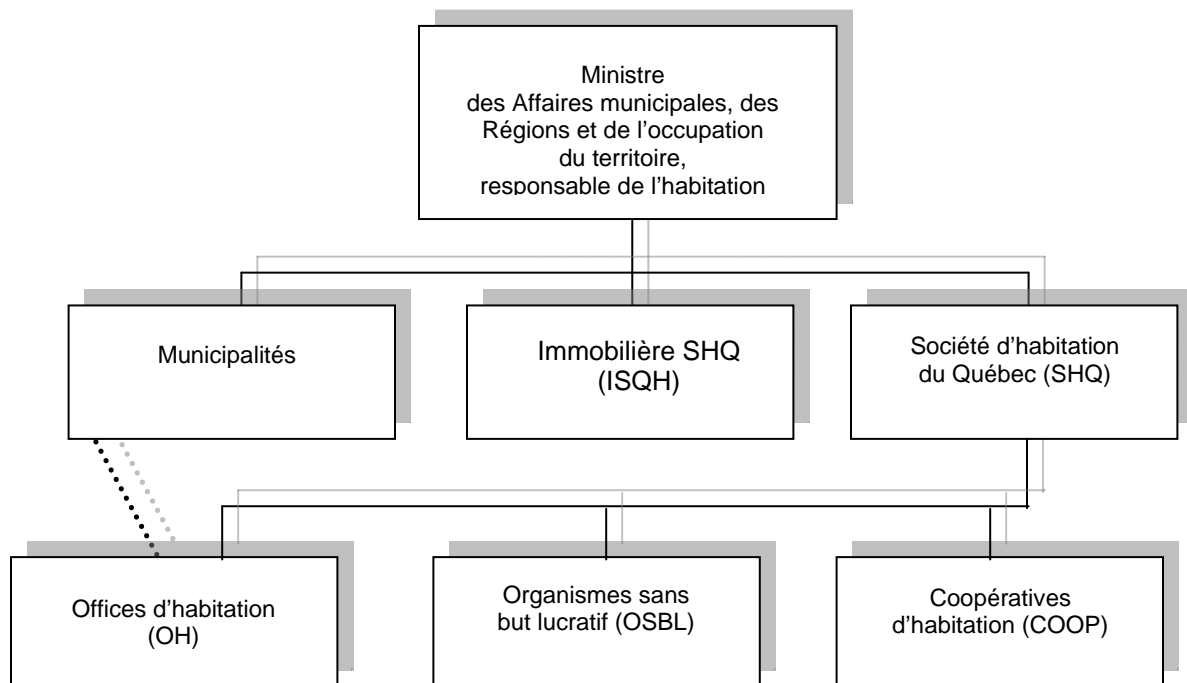 Ministre
des Affaires municipales, des
Régions et de l’occupation
du territoire,
responsable de l’habitation
Municipalités
Immobilière SHQ
(ISQH)
Société d’habitation
du Québec (SHQ)
Offices d’habitation
(OH)
Organismes sans
but lucratif (OSBL)
Coopératives
d’habitation (COOP)